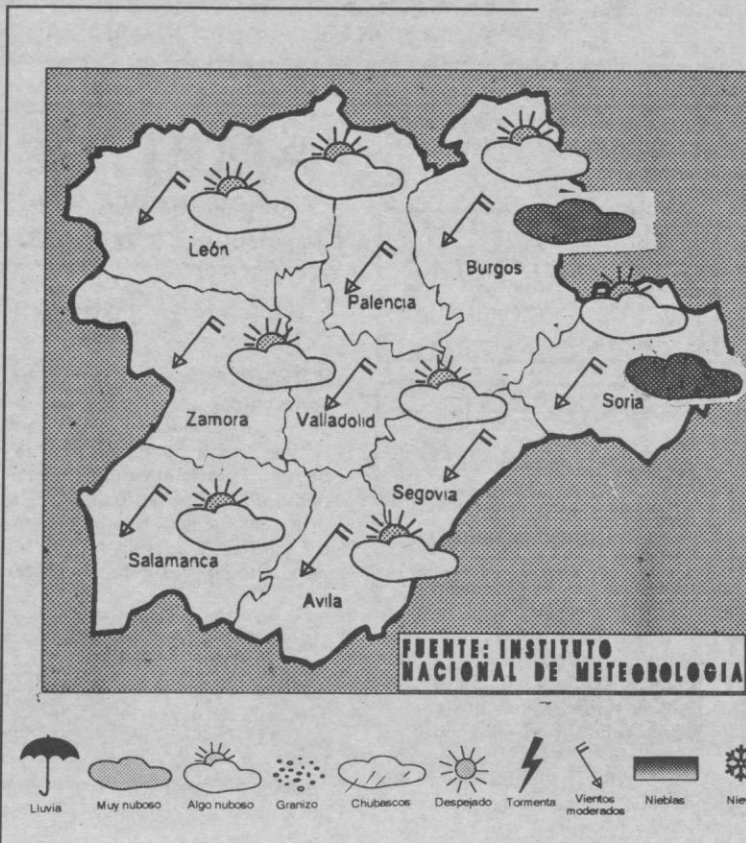 León
Burgos
Palencia
Soria
Zamora
Valladolid
Segovia
Salamanca
Avila
FUENTE: INSTITUTO
NACIONAL DE METEOROLOGIA
Lluvia
Muy nuboso
Algo nuboso
Granizo
Chubascos
Despejado
Tormenta
Vientos
moderados
Nieblas